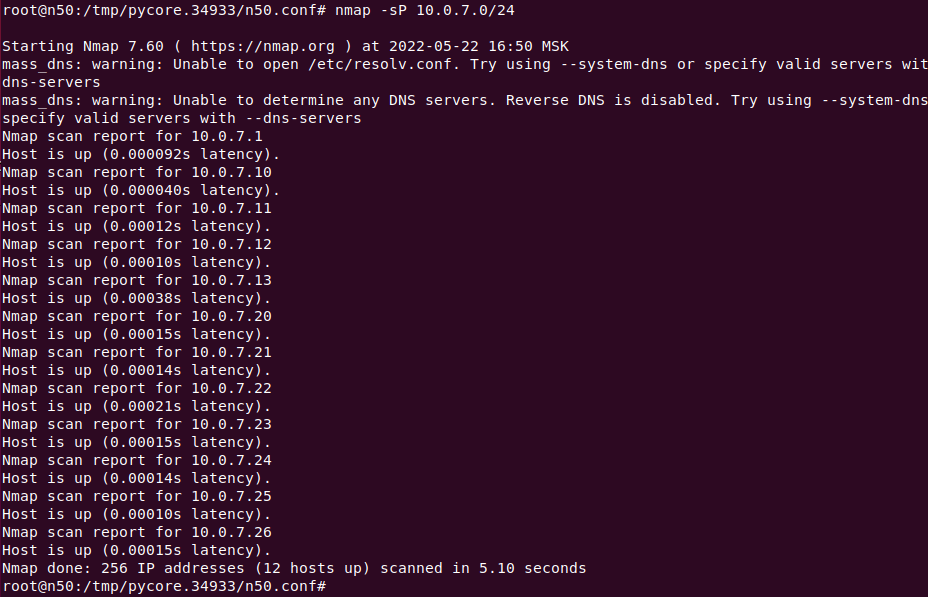 root@n50:/tmp/pycore.34933/n50.conf# nmap -sP 10.0.7.0/24
Starting Nmap 7.60 ( https://nmap.org ) at 2022-05-22 16:50 MSK
mass_dns: warning: Unable to open /etc/resolv.conf. Try using --system-dns or specify valid servers wit
dns-servers
mass_dns: warning: Unable to determine any DNS servers. Reverse DNS is disabled. Try using --system-dns
specify valid servers with --dns-servers
Nmap scan report for 10.0.7.1
Host is up (0.000092s latency).
Nmap scan report for 10.0.7.10
Host is up (0.000040s latency).
Nmap scan report for 10.0.7.11
Host is up (0.00012s latency).
Nmap scan report for 10.0.7.12
Host is up (0.00010s latency).
Nmap scan report for 10.0.7.13
Host is up (0.00038s latency).
Nmap scan report for 10.0.7.20
Host is up (0.00015s latency).
Nmap scan report for 10.0.7.21
Host is up (0.00014s latency).
Nmap scan report for 10.0.7.22
Host is up (0.00021s latency).
Nmap scan report for 10.0.7.23
Host is up (0.00015s latency).
Nmap scan report for 10.0.7.24
Host is up (0.00014s latency).
Nmap scan report for 10.0.7.25
Host is up (0.00010s latency).
Nmap scan report for 10.0.7.26
Host is up (0.00015s latency).
Nmap done: 256 IP addresses (12 hosts up) scanned in 5.10 seconds
root@n50:/tmp/pycore.34933/n50.conf#